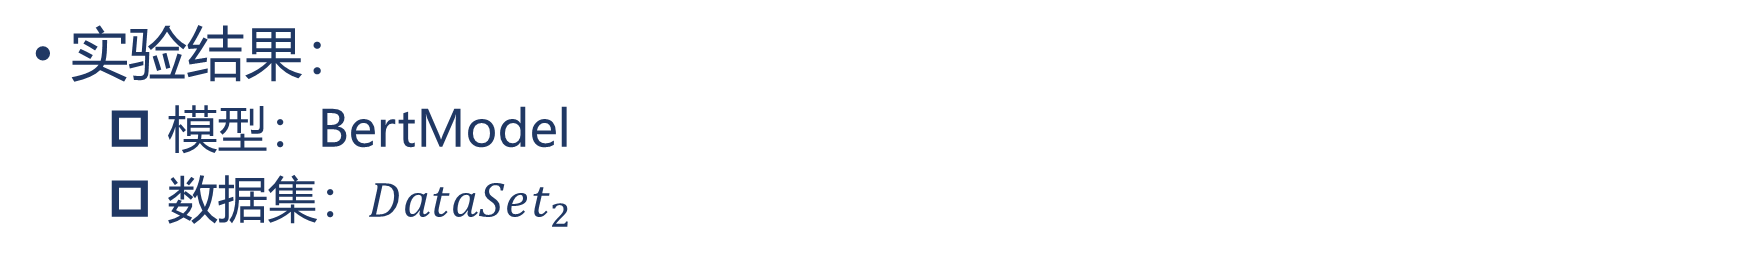 • 实验结果：
❑ 模型：BertModel
❑ 数据集：DataSet₂